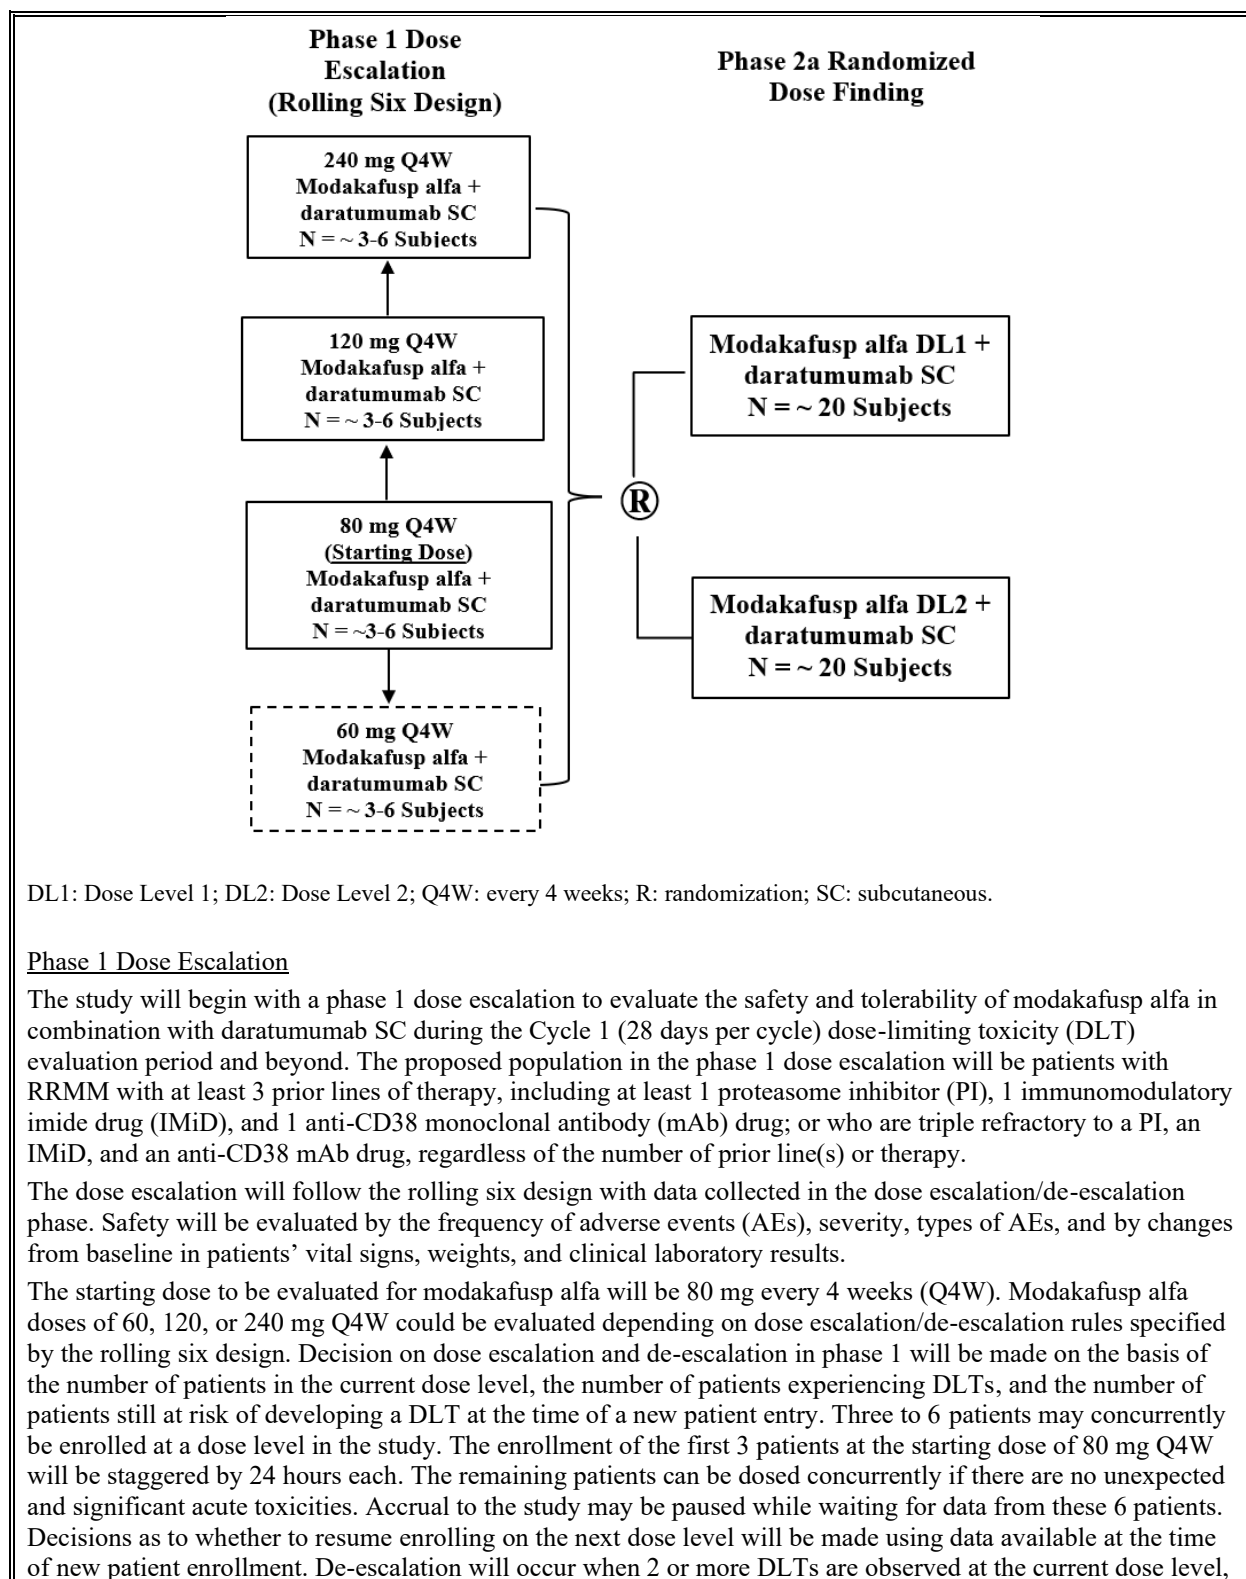 Phase 1 Dose
Escalation
(Rolling Six Design)
Phase 2a Randomized
Dose Finding
240 mg Q4W
Modakafusp alfa +
daratumumab SC
N = ~ 3-6 Subjects
120 mg Q4W
Modakafusp alfa +
daratumumab SC
N = ~ 3-6 Subjects
80 mg Q4W
(Starting Dose)
Modakafusp alfa +
daratumumab SC
N = ~3-6 Subjects
60 mg Q4W
Modakafusp alfa +
daratumumab SC
N = ~ 3-6 Subjects
R
Modakafusp alfa DL1 +
daratumumab SC
N = ~ 20 Subjects
Modakafusp alfa DL2 +
daratumumab SC
N = ~ 20 Subjects
DL1: Dose Level 1; DL2: Dose Level 2; Q4W: every 4 weeks; R: randomization; SC: subcutaneous.
Phase 1 Dose Escalation
The study will begin with a phase 1 dose escalation to evaluate the safety and tolerability of modakafusp alfa in
combination with daratumumab SC during the Cycle 1 (28 days per cycle) dose-limiting toxicity (DLT)
evaluation period and beyond. The proposed population in the phase 1 dose escalation will be patients with
RRMM with at least 3 prior lines of therapy, including at least 1 proteasome inhibitor (PI), 1 immunomodulatory
imide drug (IMiD), and 1 anti-CD38 monoclonal antibody (mAb) drug; or who are triple refractory to a PI, an
IMiD, and an anti-CD38 mAb drug, regardless of the number of prior line(s) or therapy.
The dose escalation will follow the rolling six design with data collected in the dose escalation/de-escalation
phase. Safety will be evaluated by the frequency of adverse events (AEs), severity, types of AEs, and by changes
from baseline in patients’ vital signs, weights, and clinical laboratory results.
The starting dose to be evaluated for modakafusp alfa will be 80 mg every 4 weeks (Q4W). Modakafusp alfa
doses of 60, 120, or 240 mg Q4W could be evaluated depending on dose escalation/de-escalation rules specified
by the rolling six design. Decision on dose escalation and de-escalation in phase 1 will be made on the basis of
the number of patients in the current dose level, the number of patients experiencing DLTs, and the number of
patients still at risk of developing a DLT at the time of a new patient entry. Three to 6 patients may concurrently
be enrolled at a dose level in the study. The enrollment of the first 3 patients at the starting dose of 80 mg Q4W
will be staggered by 24 hours each. The remaining patients can be dosed concurrently if there are no unexpected
and significant acute toxicities. Accrual to the study may be paused while waiting for data from these 6 patients.
Decisions as to whether to resume enrolling on the next dose level will be made using data available at the time
of new patient enrollment. De-escalation will occur when 2 or more DLTs are observed at the current dose level,